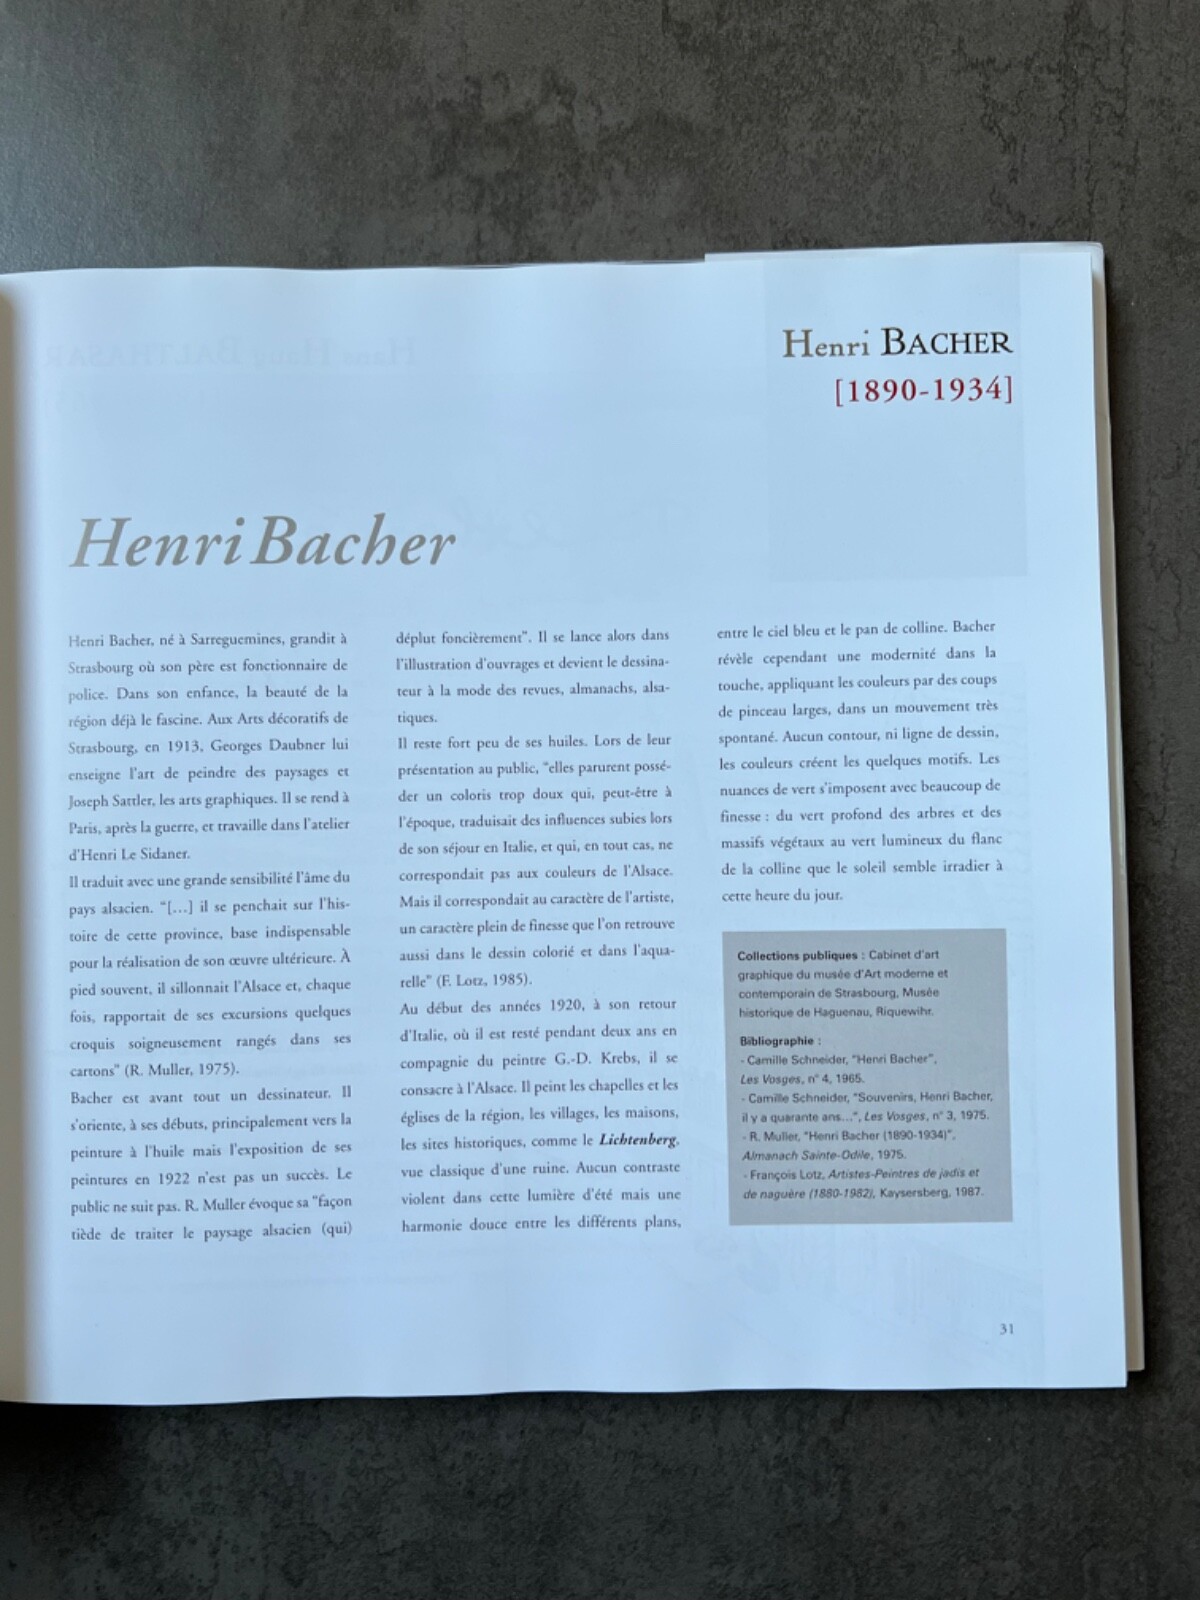 Henri BACHER
[1890-1934]
Henri Bacher
Henri Bacher, né à Sarreguemines, grandit à
Strasbourg où son père est fonctionnaire de
police. Dans son enfance, la beauté de la
région déjà le fascine. Aux Arts décoratifs de
Strasbourg, en 1913, Georges Daubner lui
enseigne l'art de peindre des paysages et
Joseph Sattler, les arts graphiques. Il se rend à
Paris, après la guerre, et travaille dans l'atelier
d'Henri Le Sidaner.
Il traduit avec une grande sensibilité l'âme du
pays alsacien. "[...] il se penchait sur l'his-
toire de cette province, base indispensable
pour la réalisation de son œuvre ultérieure. À
pied souvent, il sillonnait l'Alsace et, chaque
fois, rapportait de ses excursions quelques
croquis soigneusement rangés dans ses
cartons" (R. Muller, 1975).
Bacher est avant tout un dessinateur. Il
s'oriente, à ses débuts, principalement vers la
peinture à l'huile mais l'exposition de ses
peintures en 1922 n'est pas un succès. Le
public ne suit pas. R. Muller évoque sa "façon
tiède de traiter le paysage alsacien (qui)
déplut foncièrement". Il se lance alors dans
l'illustration d'ouvrages et devient le dessina-
teur à la mode des revues, almanachs, alsa-
tiques.
Il reste fort peu de ses huiles. Lors de leur
présentation au public, "elles parurent possé-
der un coloris trop doux qui, peut-être à
l'époque, traduisait des influences subies lors
de son séjour en Italie, et qui, en tout cas, ne
correspondait pas aux couleurs de l'Alsace.
Mais il correspondait au caractère de l'artiste,
un caractère plein de finesse que l'on retrouve
aussi dans le dessin colorié et dans l'aqua-
relle" (F. Lotz, 1985).
Au début des années 1920, à son retour
d'Italie, où il est resté pendant deux ans en
compagnie du peintre G.-D. Krebs, il se
consacre à l'Alsace. Il peint les chapelles et les
églises de la région, les villages, les maisons,
les sites historiques, comme le Lichtenberg,
vue classique d'une ruine. Aucun contraste
violent dans cette lumière d'été mais une
harmonie douce entre les différents plans,
entre le ciel bleu et le pan de colline. Bacher
révèle cependant une modernité dans la
touche, appliquant les couleurs par des coups
de pinceau larges, dans un mouvement très
spontané. Aucun contour, ni ligne de dessin,
les couleurs créent les quelques motifs. Les
nuances de vert s'imposent avec beaucoup de
finesse : du vert profond des arbres et des
massifs végétaux au vert lumineux du flanc
de la colline que le soleil semble irradier à
cette heure du jour.
Collections publiques : Cabinet d'art
graphique du musée d'Art moderne et
contemporain de Strasbourg, Musée
historique de Haguenau, Riquewihr.
Bibliographie :
- Camille Schneider, "Henri Bacher",
Les Vosges, n° 4, 1965.
- Camille Schneider, "Souvenirs, Henri Bacher,
il y a quarante ans...", Les Vosges, n° 3, 1975.
- R. Muller, "Henri Bacher (1890-1934)",
Almanach Sainte-Odile, 1975.
- François Lotz, Artistes-Peintres de jadis et
de naguère (1880-1982), Kaysersberg, 1987.
31